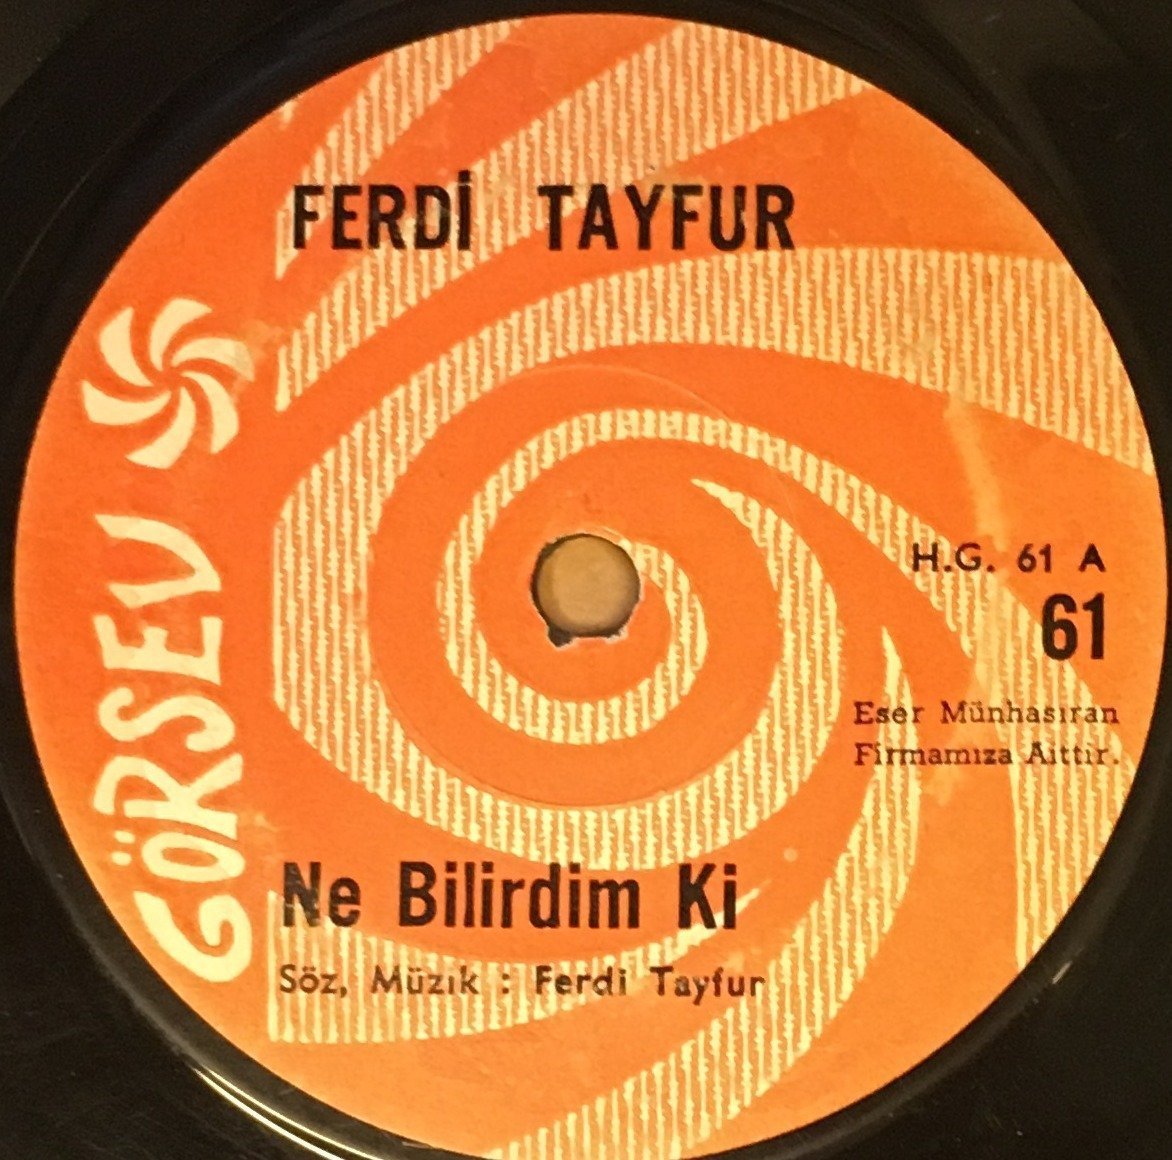 FERDİ TAYFUR
GÖRSEV
H.G. 61 A
61
Eser Münhasıran
Firmamıza Aittir.
Ne Bilirdim Ki
Söz, Müzik : Ferdi Tayfur